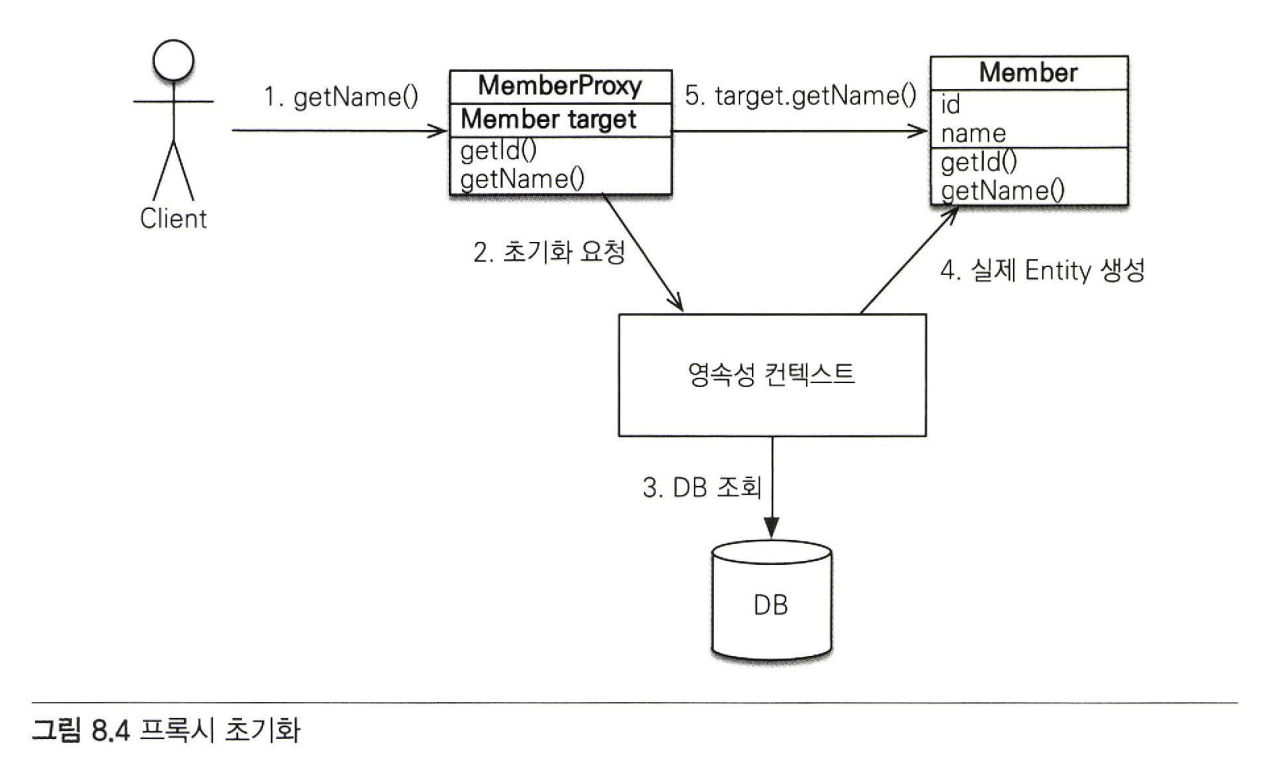 1. getName()
Client
MemberProxy
Member target
getId()
getName()
5. target.getName()
Member
id
name
getId()
getName()
2. 초기화 요청
4. 실제 Entity 생성
영속성 컨텍스트
3. DB 조회
DB
그림 8.4 프록시 초기화